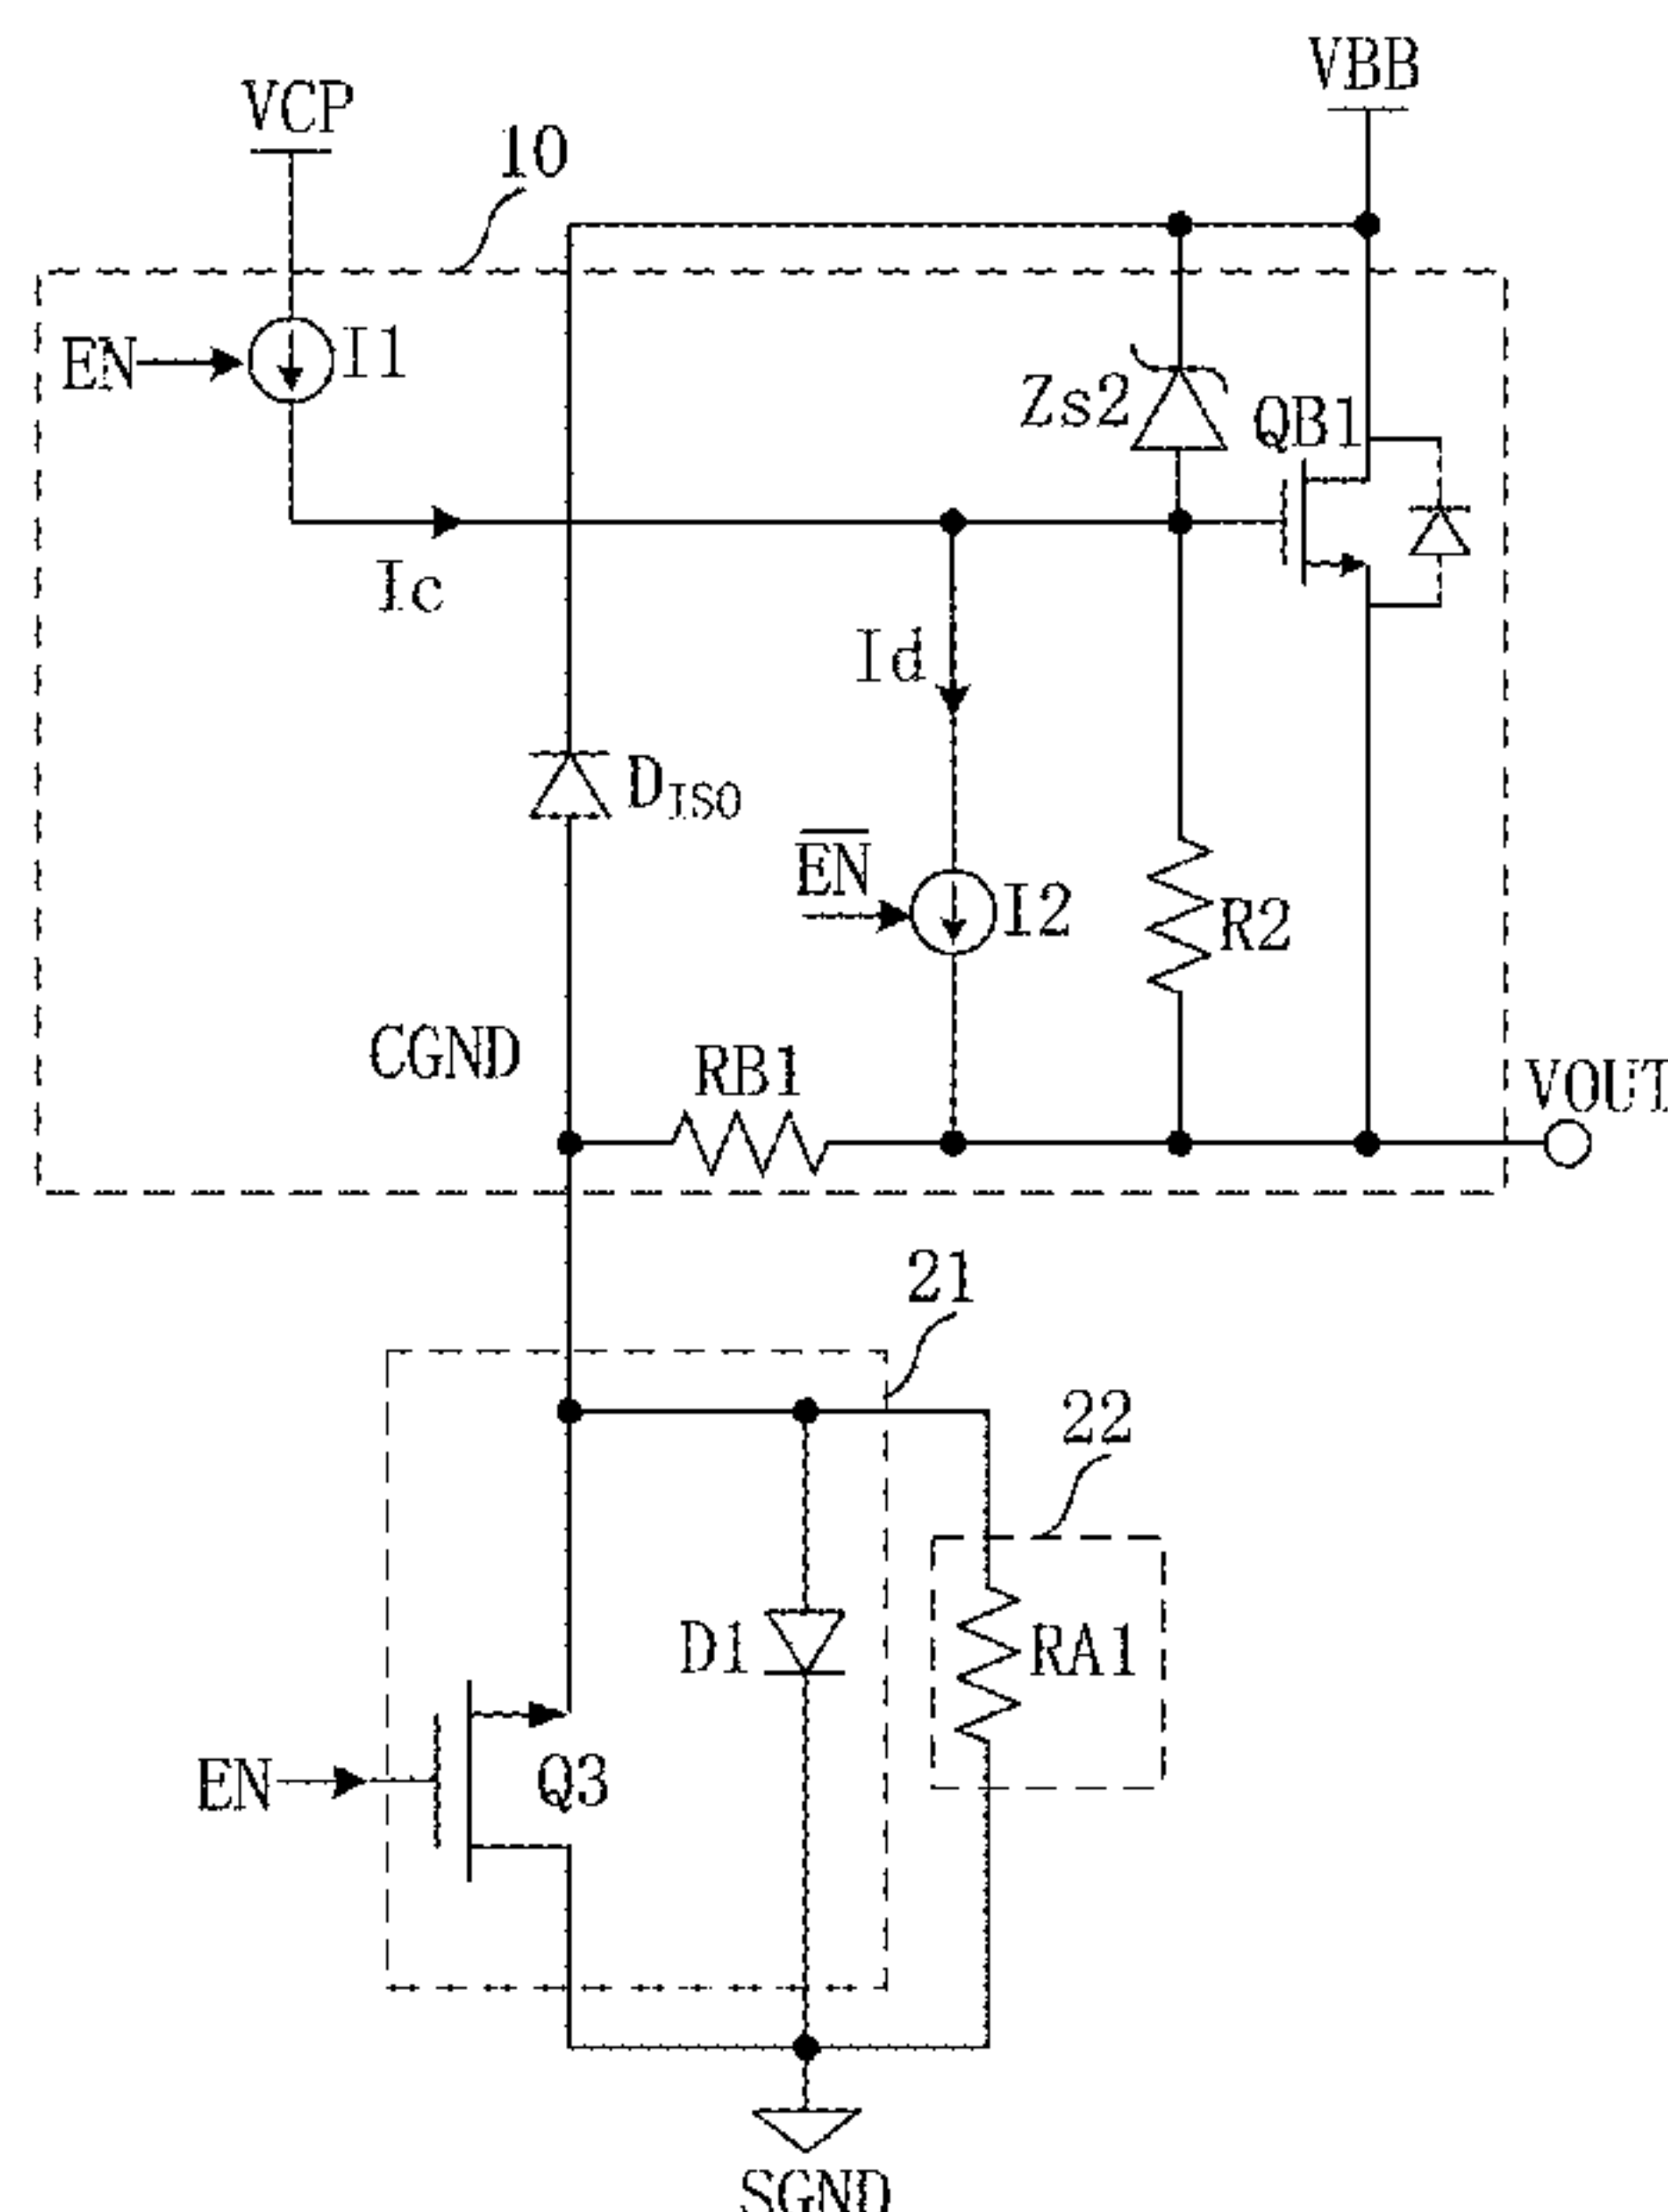 VBB
VCP
10
EN
I1
Zs2
QB1
Ic
Id
DISO
EN
I2
R2
CGND
RB1
VOUT
21
22
D1
RA1
EN
Q3
SGND